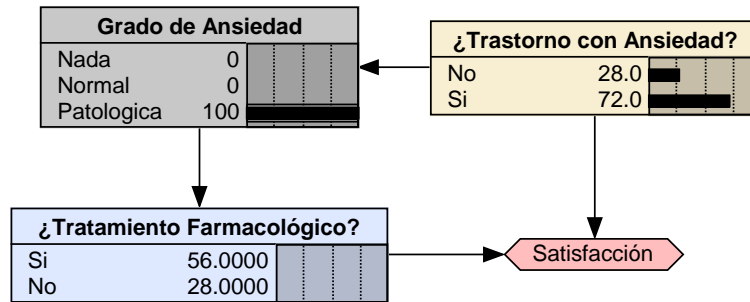 Grado de Ansiedad
Nada 0
Normal 0
Patologica 100
¿Trastorno con Ansiedad?
No 28.0
Si 72.0
¿Tratamiento Farmacológico?
Si 56.0000
No 28.0000
Satisfacción